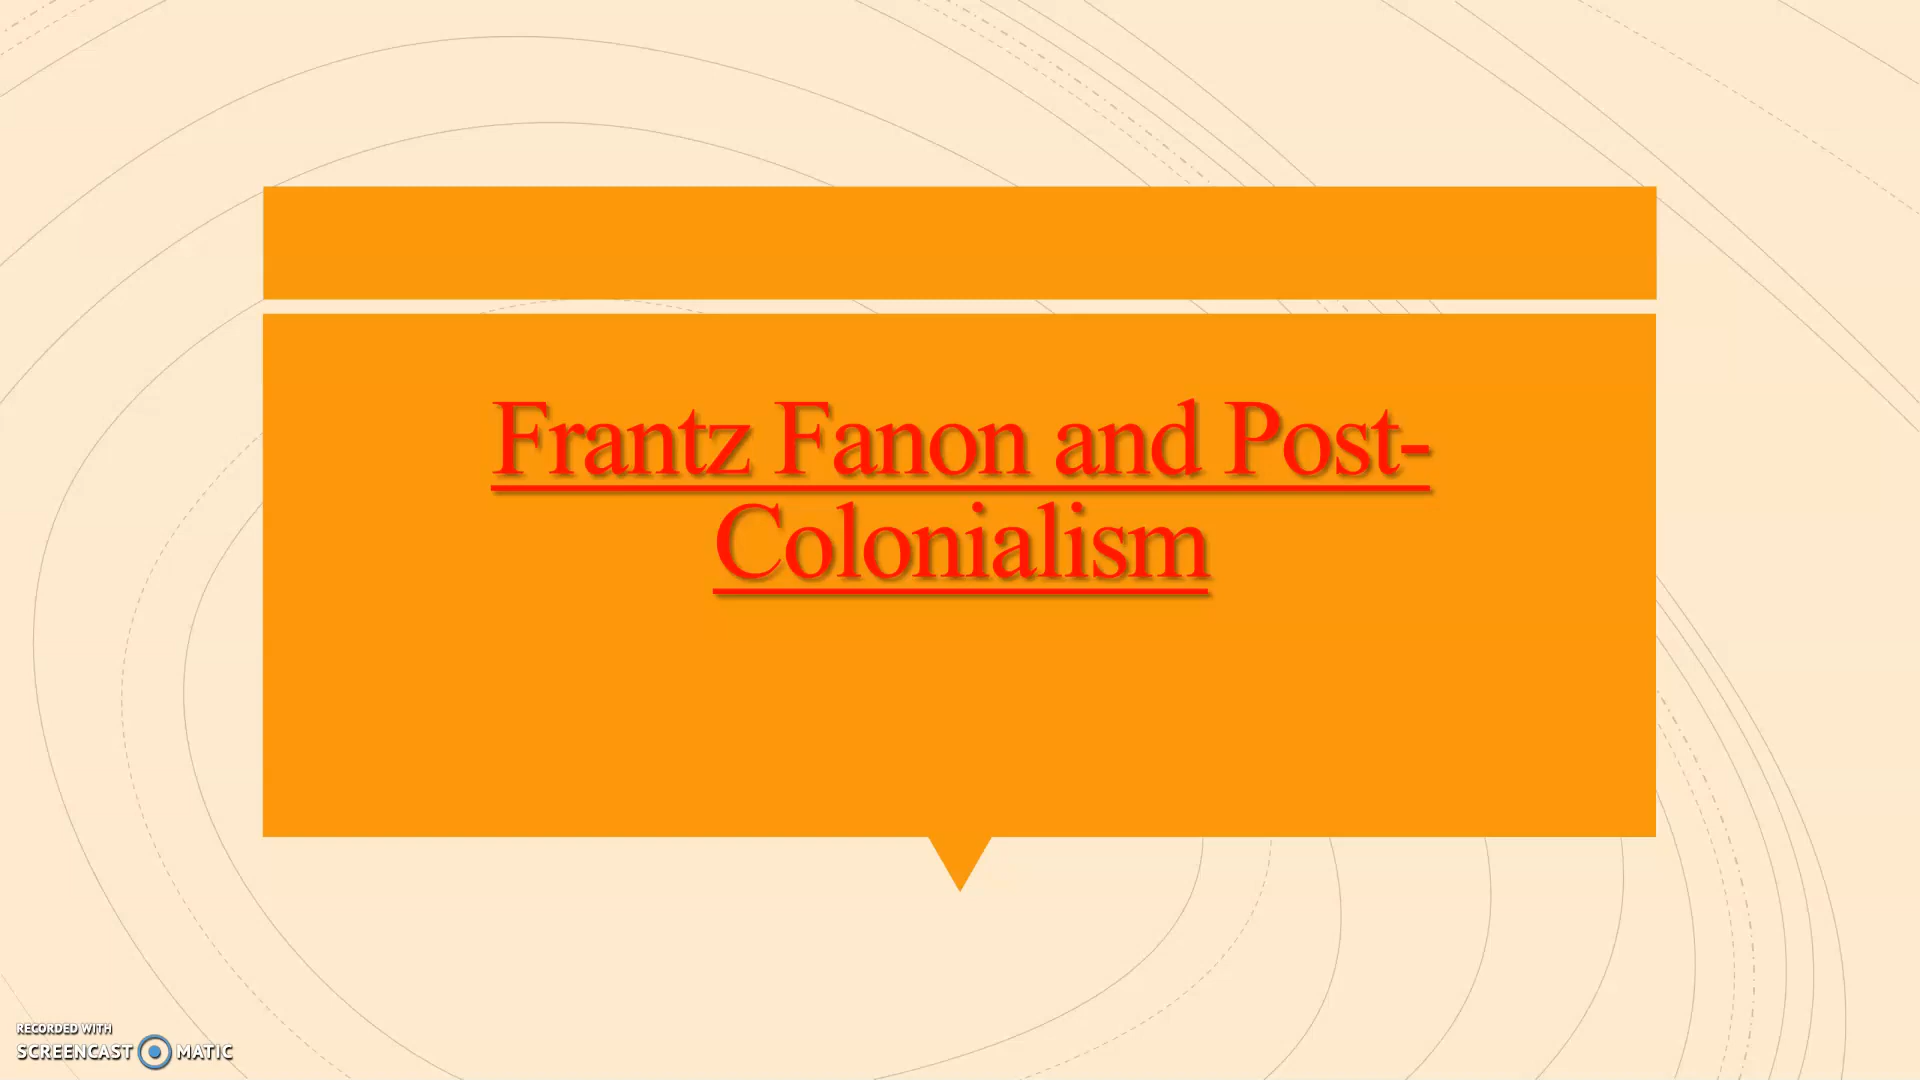 Frantz Fanon and Post-
Colonialism
RECORDED WITH
SCREENCAST MATIC